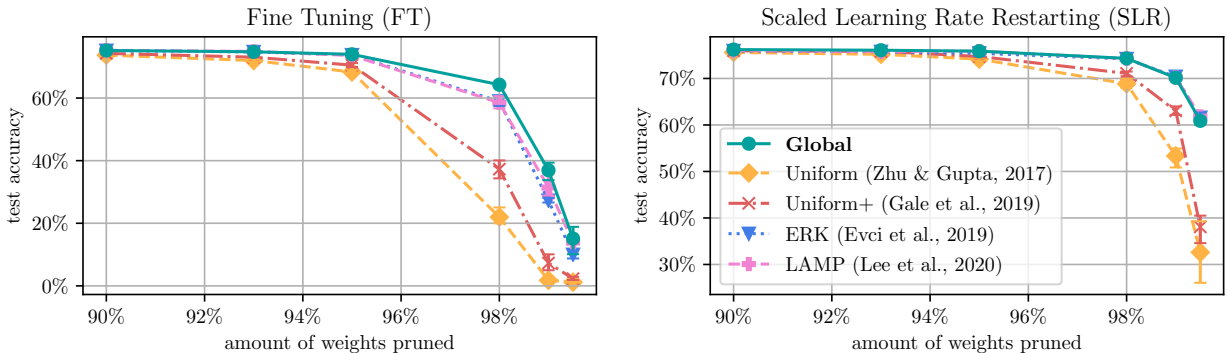 Fine Tuning (FT)
test accuracy
60%
40%
20%
0%
90%
92%
94%
96%
98%
amount of weights pruned
Scaled Learning Rate Restarting (SLR)
test accuracy
70%
60%
50%
40%
30%
Global
Uniform (Zhu & Gupta, 2017)
Uniform+ (Gale et al., 2019)
ERK (Evci et al., 2019)
LAMP (Lee et al., 2020)
90%
92%
94%
96%
98%
amount of weights pruned